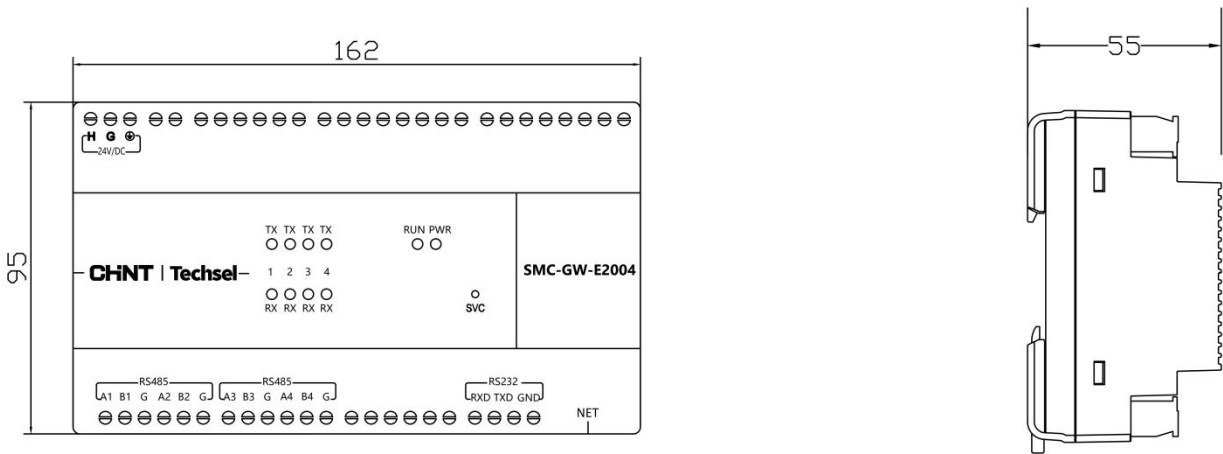 162
55
95
H G
24V/DC
TX TX TX TX
RUN PWR
CHiNT | Techsel
1 2 3 4
SMC-GW-E2004
RX RX RX RX
SVC
RS485
RS485
RS232
A1 B1 G A2 B2 G
A3 B3 G A4 B4 G
RXD TXD GND
NET